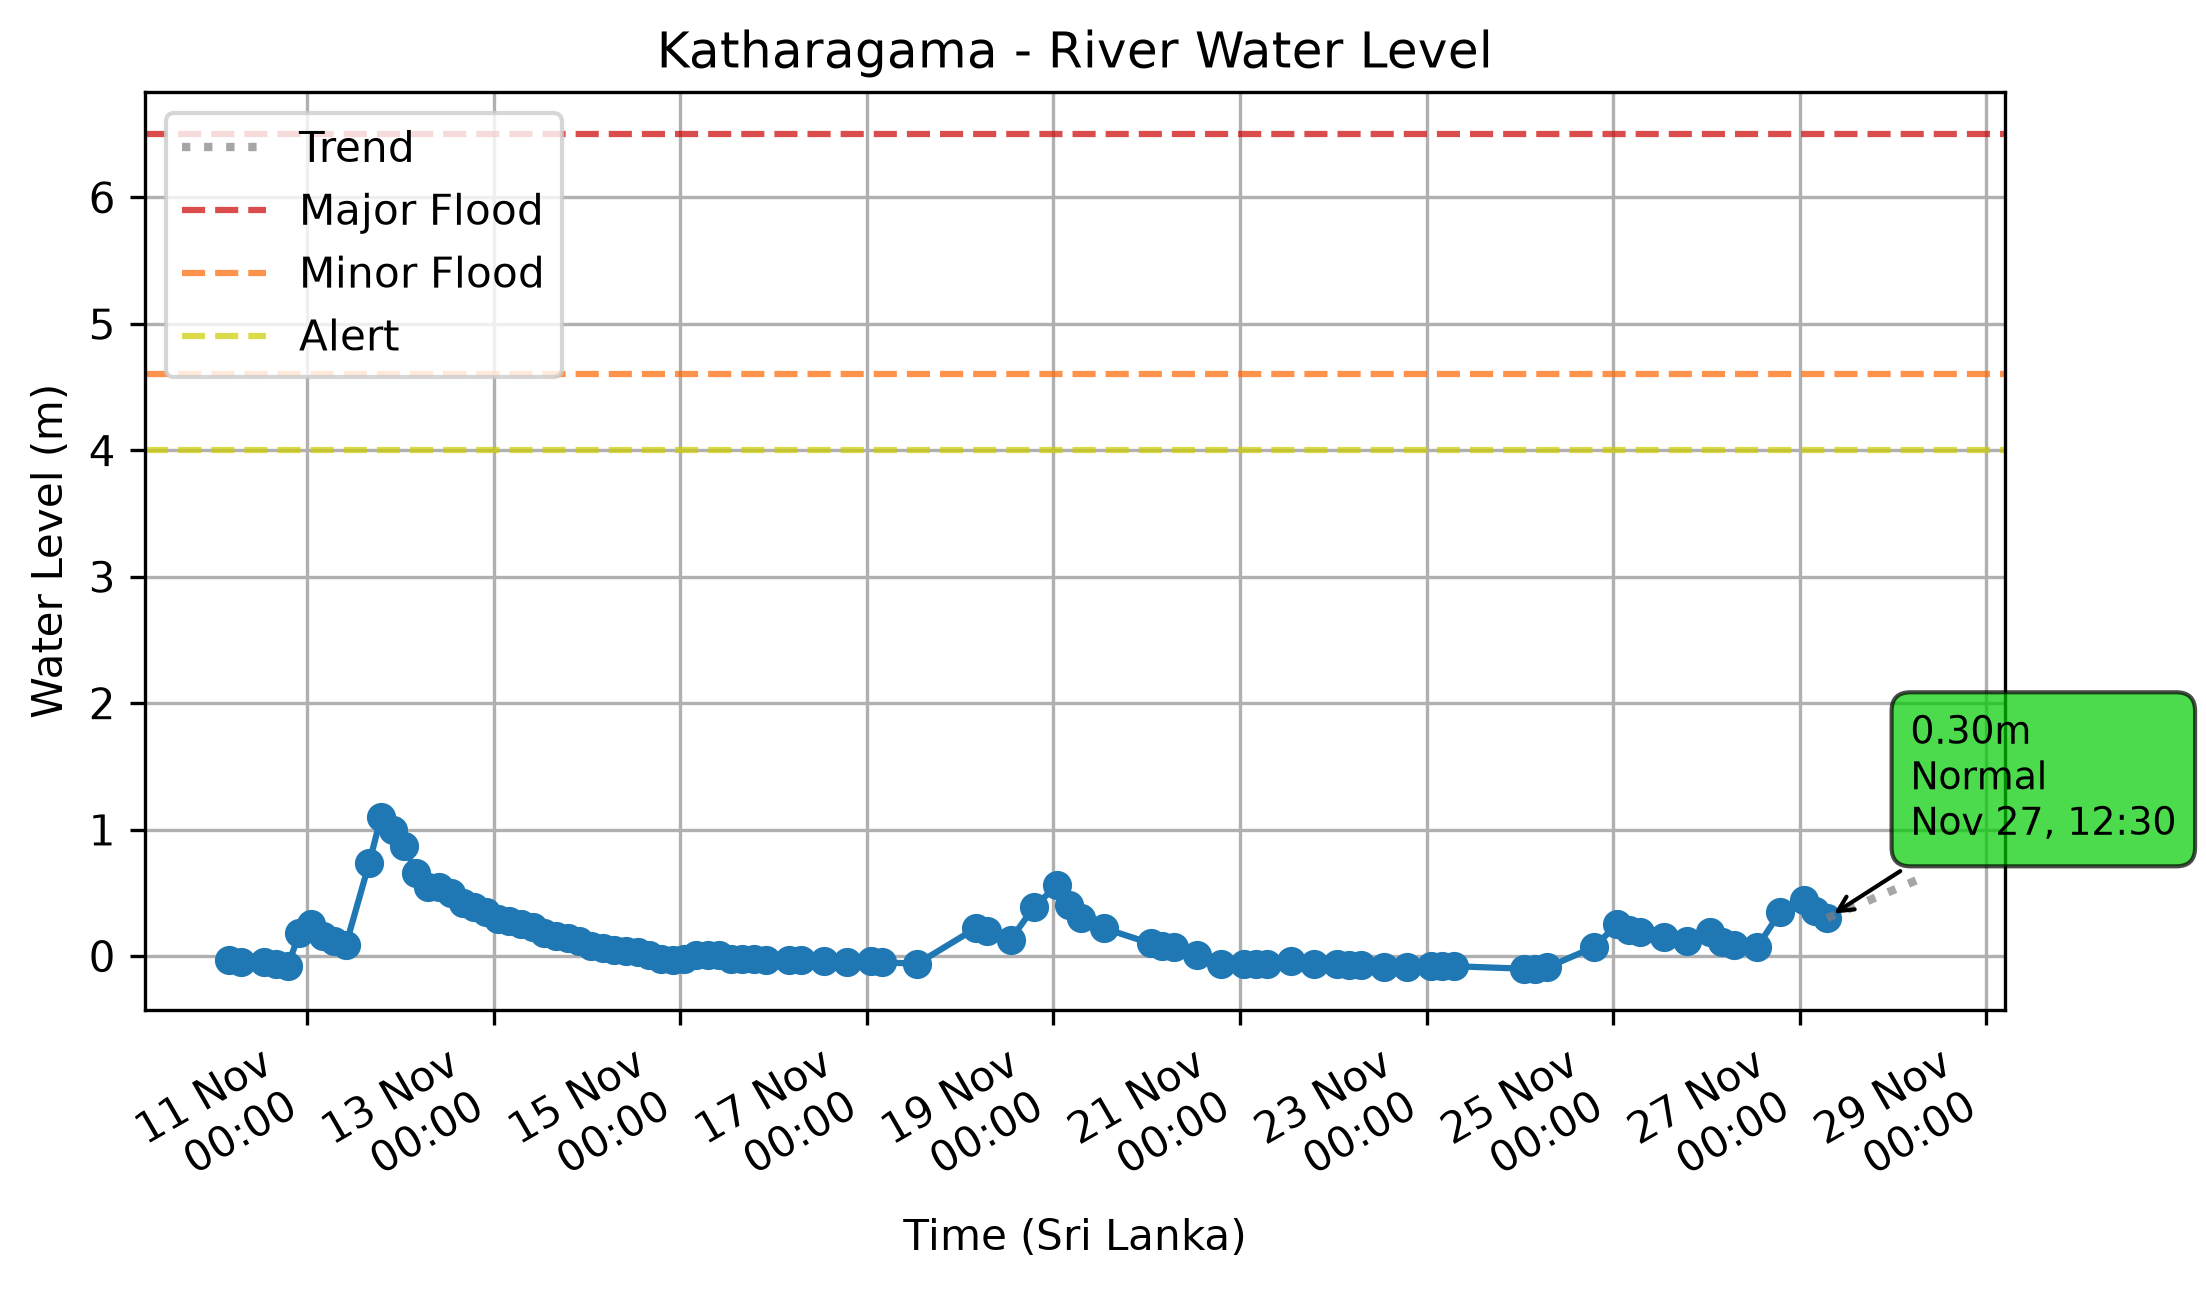 Katharagama - River Water Level
Trend
Major Flood
Minor Flood
Alert
6
5
4
3
2
1
0
Water Level (m)
0.30m
Normal
Nov 27, 12:30
11 Nov
00:00
13 Nov
00:00
15 Nov
00:00
17 Nov
00:00
19 Nov
00:00
21 Nov
00:00
23 Nov
00:00
25 Nov
00:00
27 Nov
00:00
29 Nov
00:00
Time (Sri Lanka)